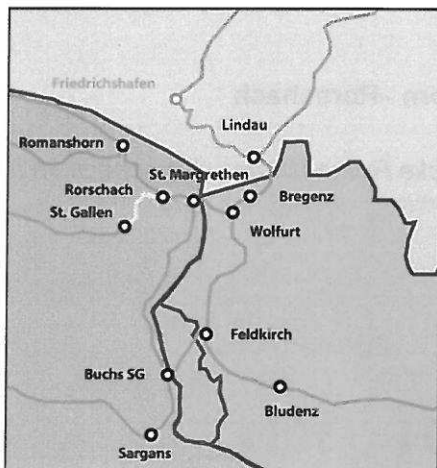 Friedrichshafen
Lindau
Romanshorn
St. Margrethen
Rorschach
Bregenz
St. Gallen
Wolfurt
Feldkirch
Buchs SG
Bludenz
Sargans